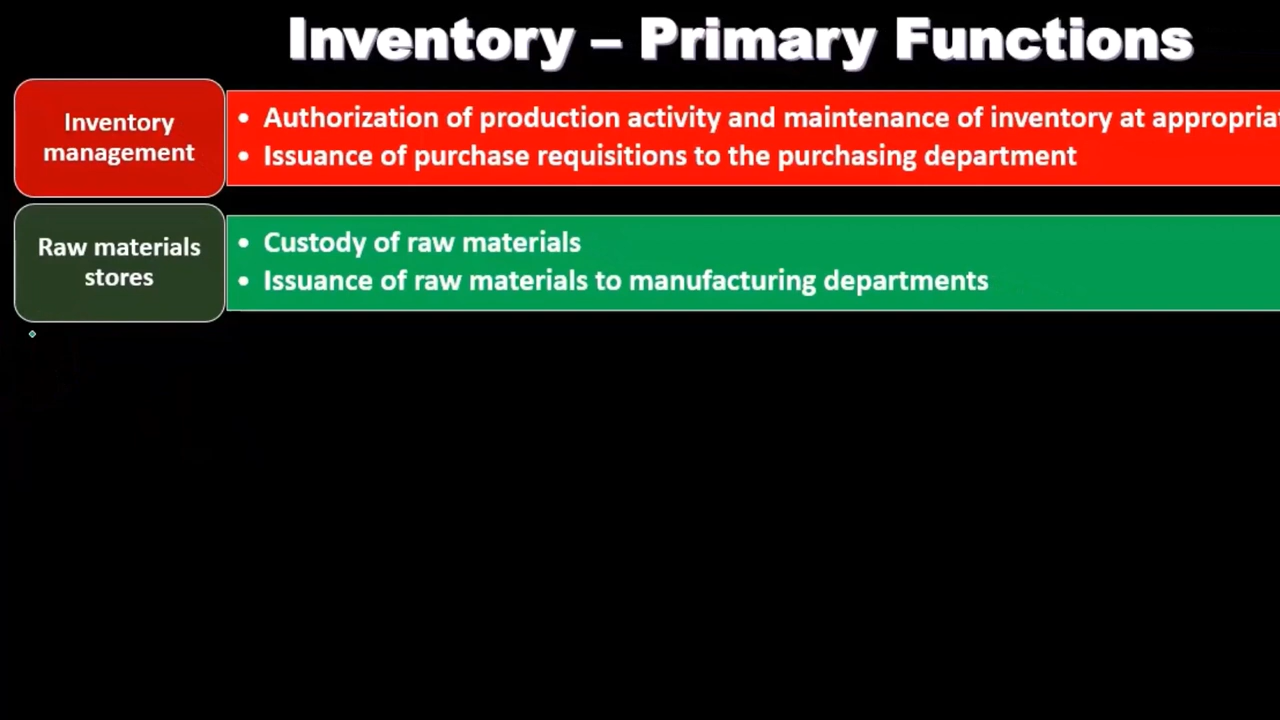 Inventory – Primary Functions
Inventory
management
• Authorization of production activity and maintenance of inventory at
• Issuance of purchase requisitions to the purchasing department
Raw materials
stores
• Custody of raw materials
• Issuance of raw materials to manufacturing departments